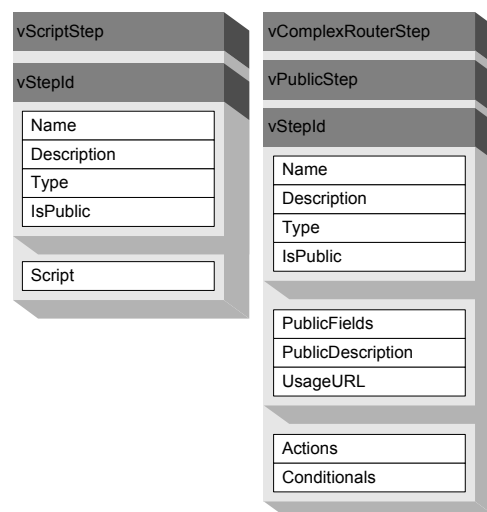 vScriptStep
vStepId
Name
Description
Type
IsPublic
Script
vComplexRouterStep
vPublicStep
vStepId
Name
Description
Type
IsPublic
PublicFields
PublicDescription
UsageURL
Actions
Conditionals